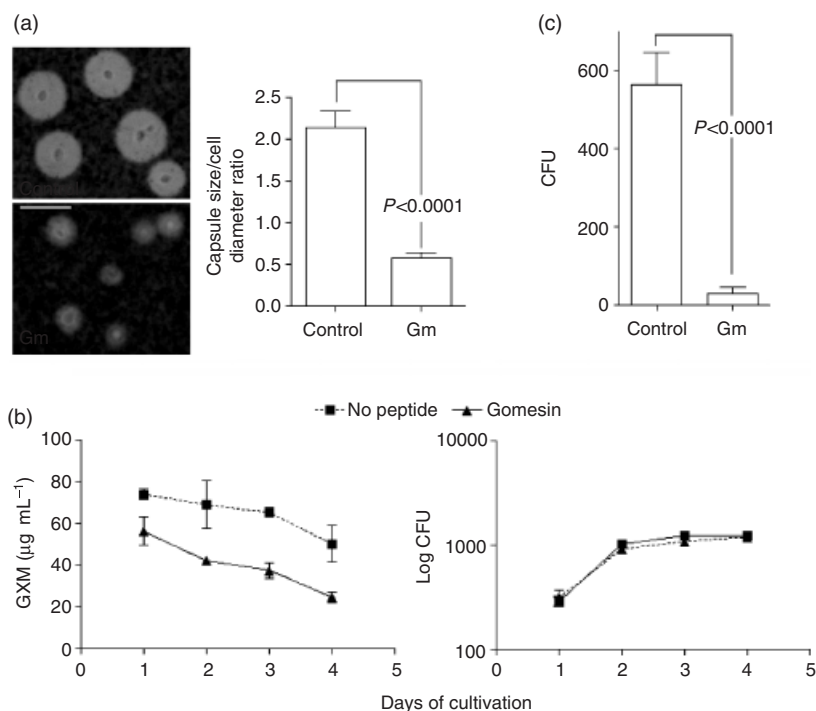 (a)
Control
Gm
Capsule size/cell
diameter ratio
2.5
2.0
1.5
1.0
0.5
0.0
P<0.0001
Control
Gm
(c)
CFU
600
400
200
0
P<0.0001
Control
Gm
(b)
No peptide
Gomesin
GXM (µg mL⁻¹)
100
80
60
40
20
0
0 1 2 3 4 5
Log CFU
10000
1000
100
0 1 2 3 4 5
Days of cultivation